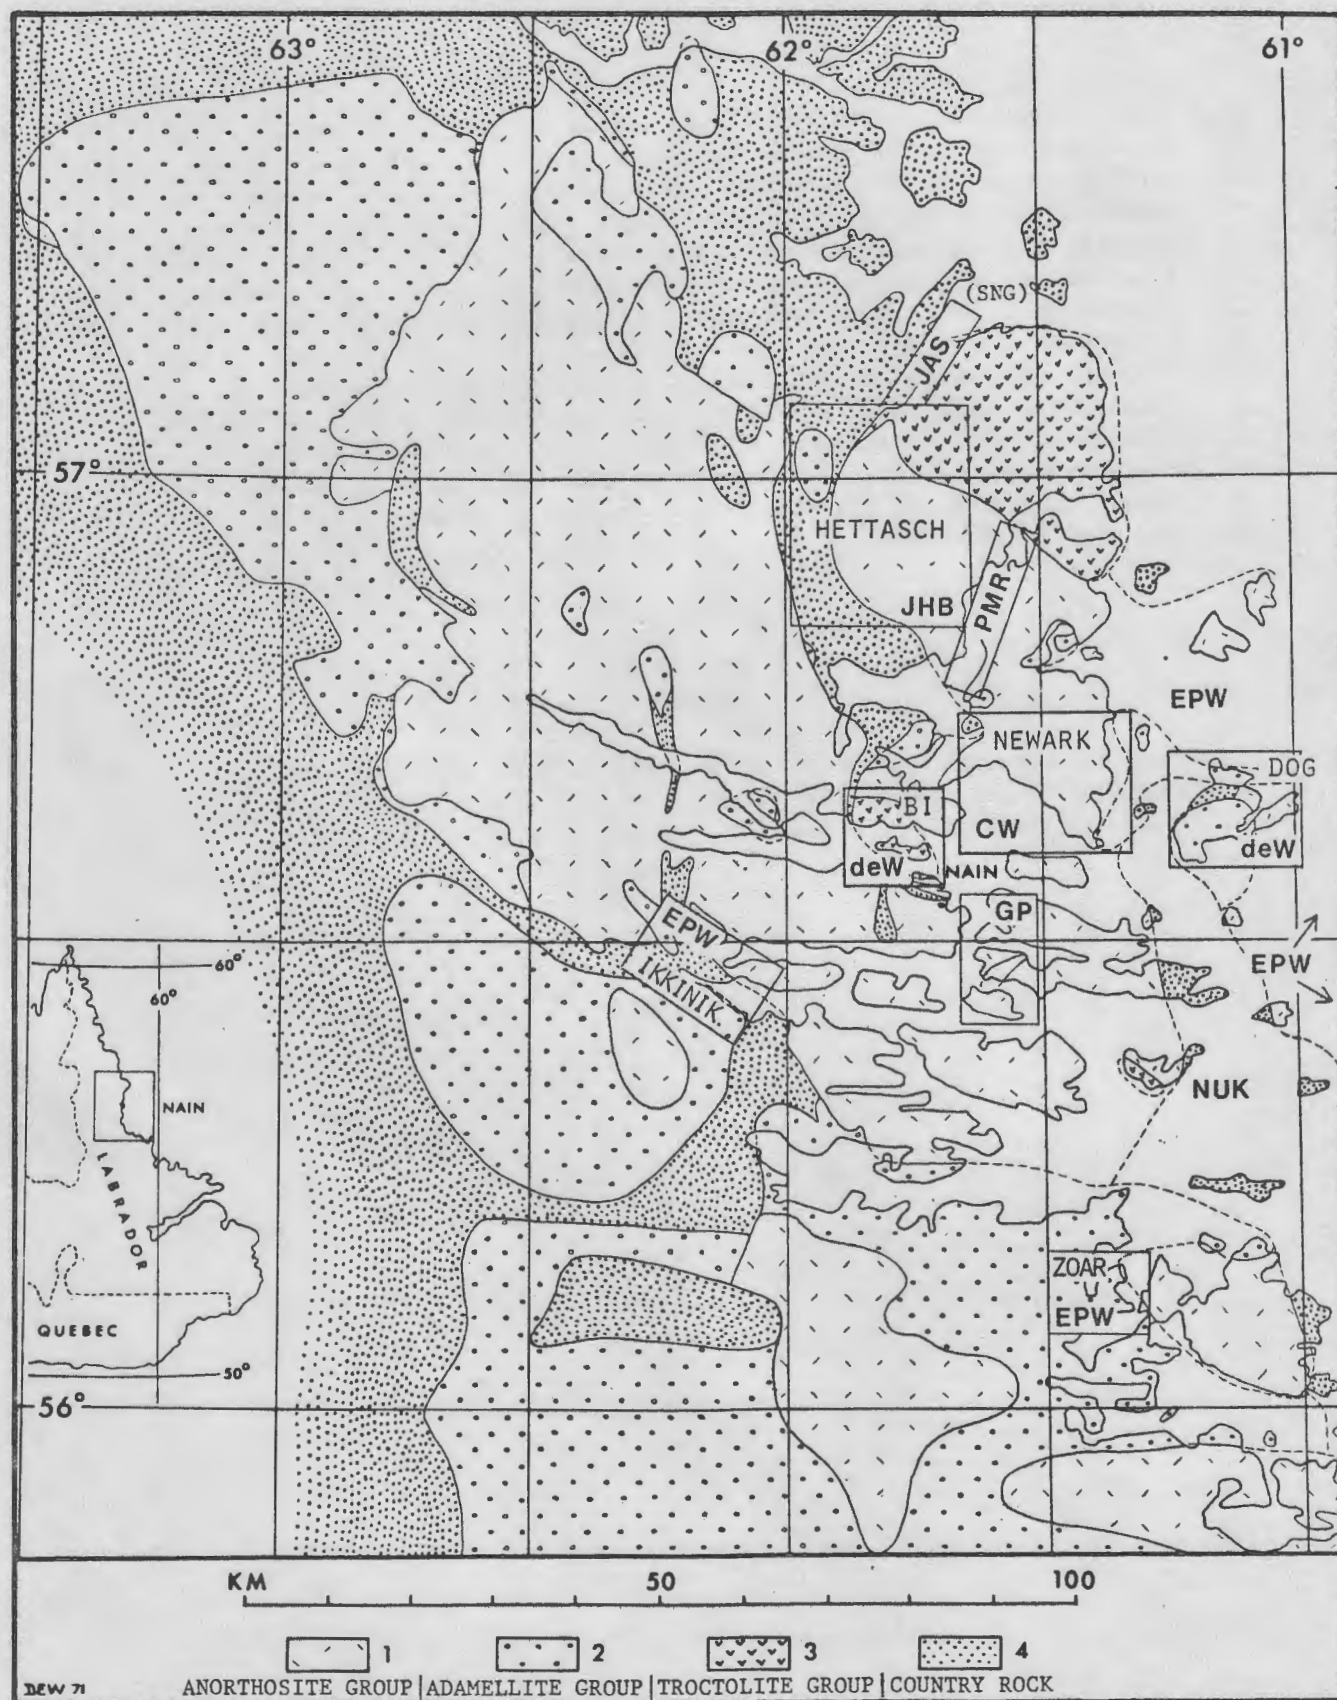 63°
62°
61°
(SNG)
JAS
57°
HETTASCH
JHB
PMR
EPW
NEWARK
DOG
BI
CW
deW
deW
NAIN
GP
EPW
IKKINIK.
EPW
60°
60°
NUK
NAIN
LABRADOR
ZOAR
EPW
QUEBEC
50°
56°
KM 50 100
1 2 3 4
DEW 71 ANORTHOSITE GROUP|ADAMELLITE GROUP|TROCTOLITE GROUP|COUNTRY ROCK